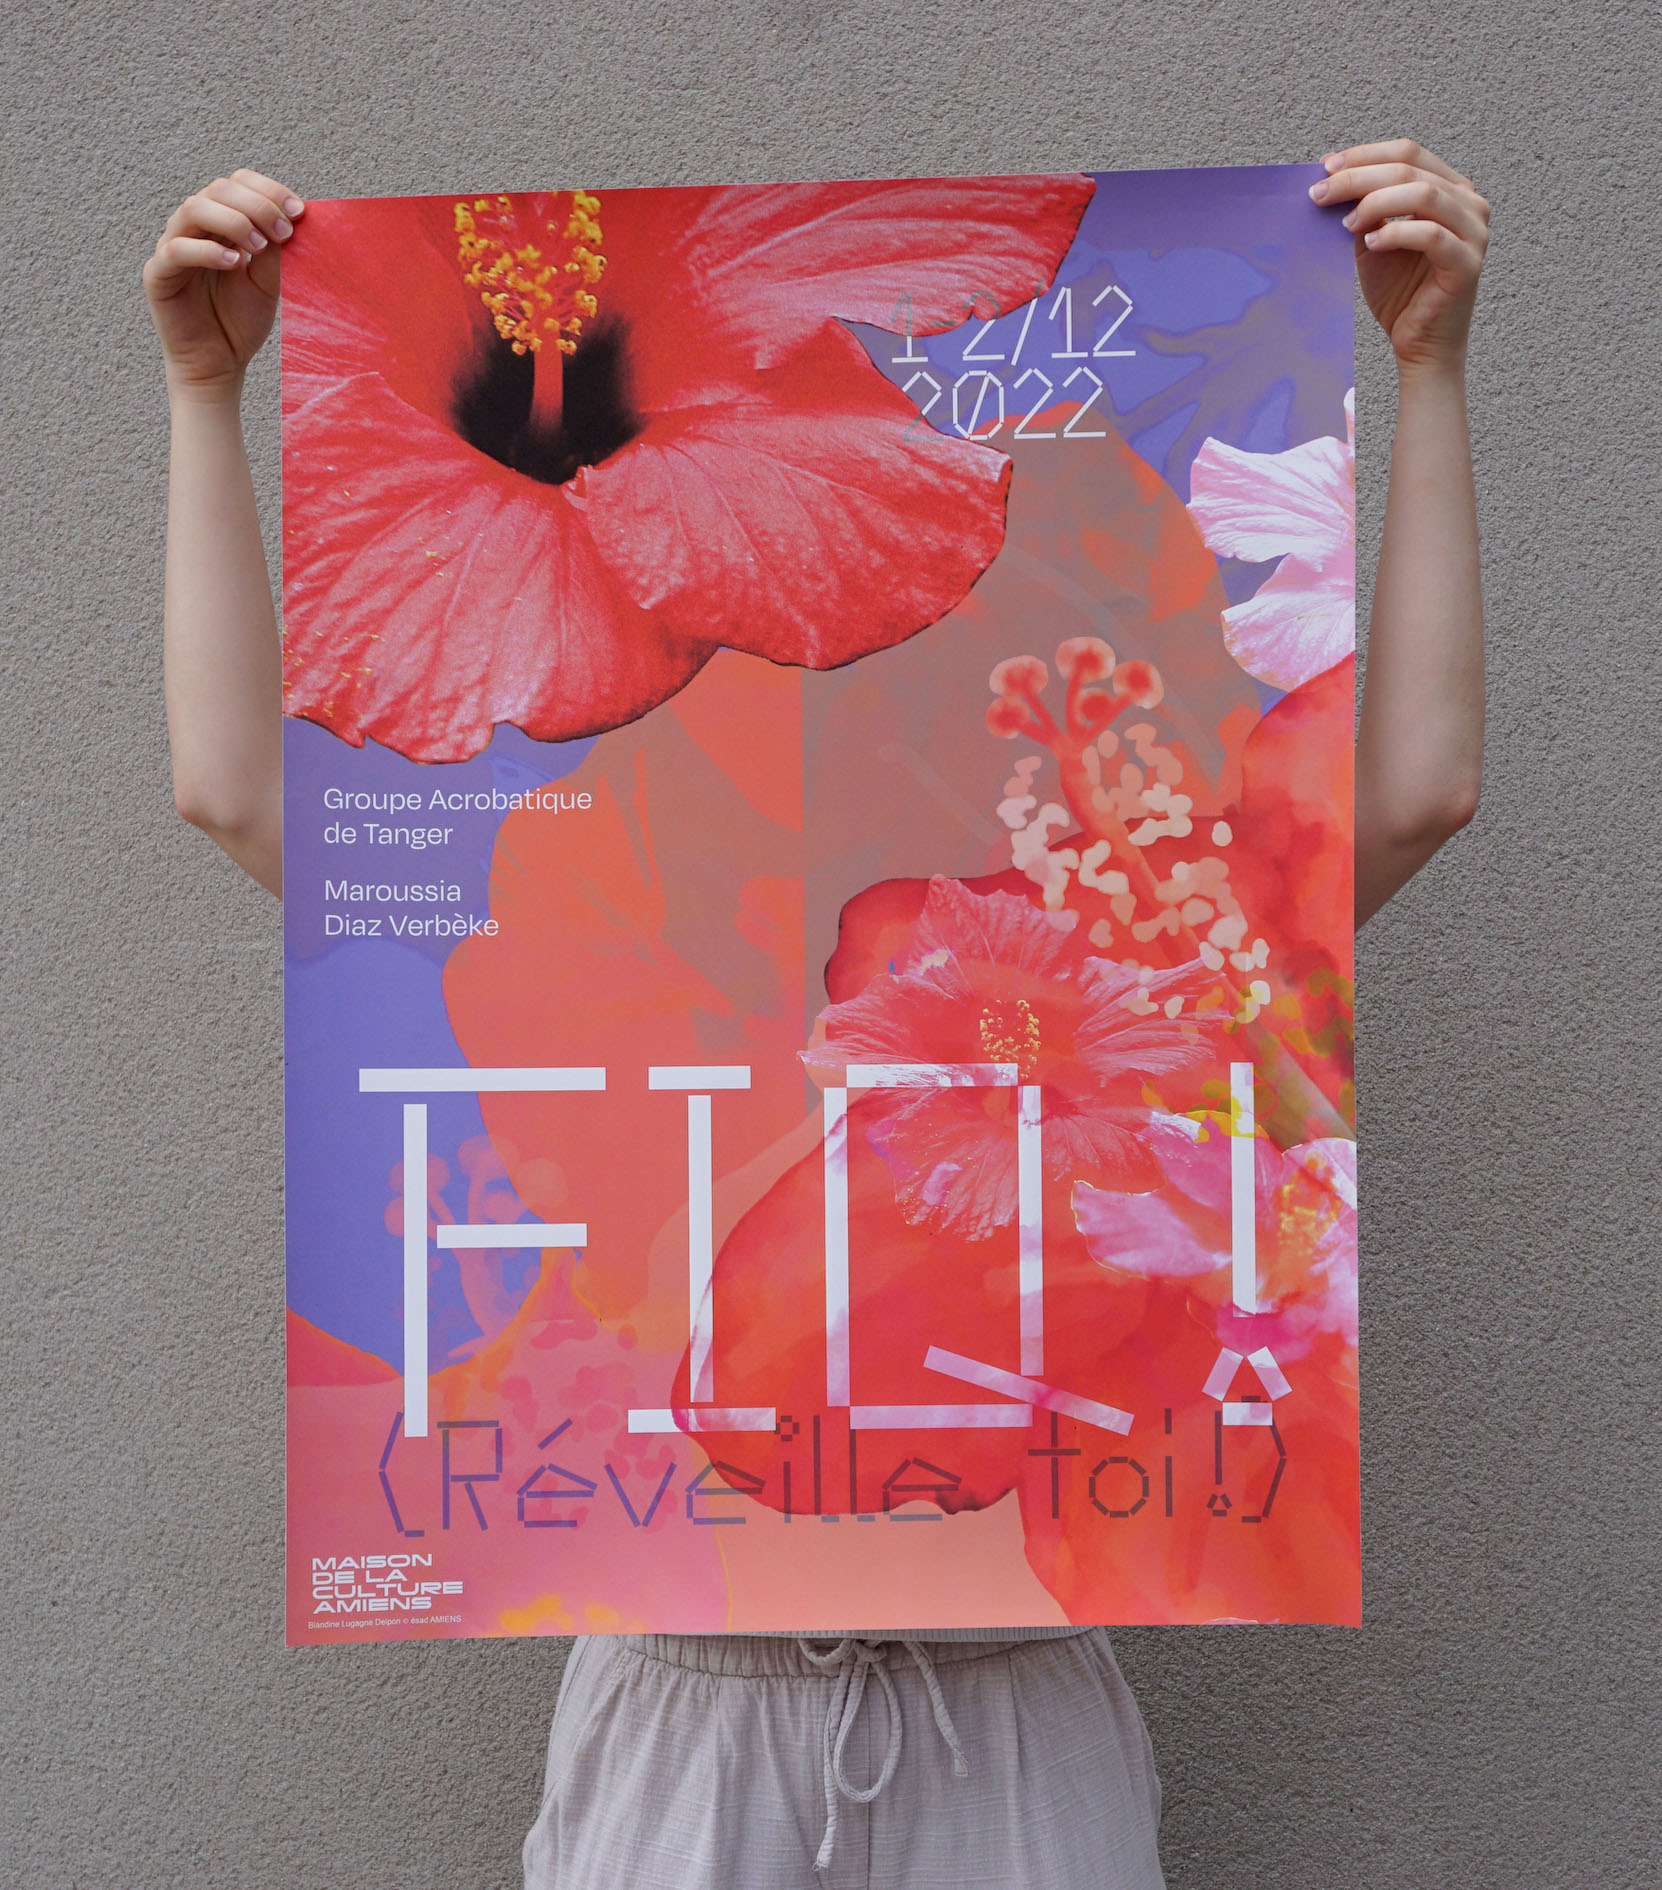 1-2/12
2022
Groupe Acrobatique
de Tanger
Maroussia
Diaz Verbèke
FIQ!
(Réveille toi!)
MAISON
DE LA
CULTURE
AMIENS
Blandine Lugagne Delpon © ésad AMIENS